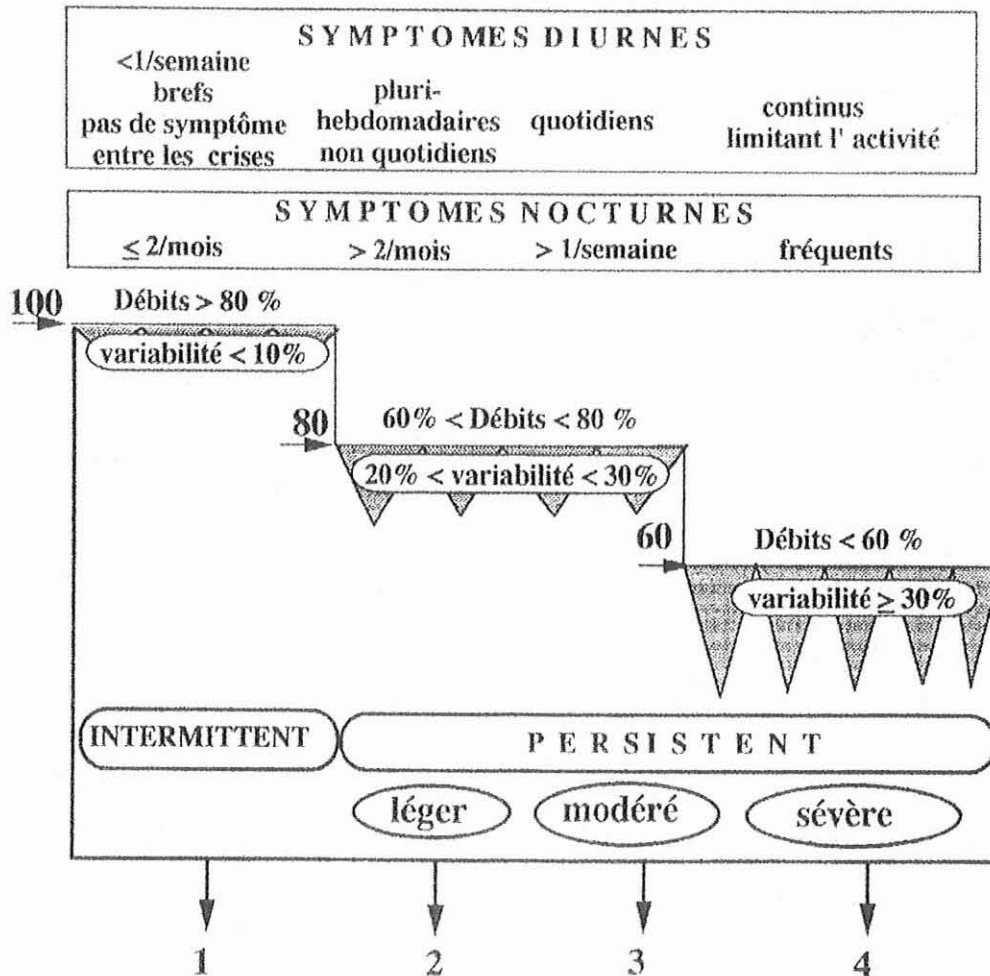 SYMPTOMES DIURNES
<1/semaine
brefs
pas de symptôme
entre les crises
pluri-
hebdomadaires
non quotidiens
quotidiens
continus
limitant l' activité
SYMPTOMES NOCTURNES
≤ 2/mois > 2/mois > 1/semaine fréquents
100 Débits > 80 %
variabilité < 10%
80 60% < Débits < 80 %
20% < variabilité < 30%
60 Débits < 60 %
variabilité ≥ 30%
INTERMITTENT PERSISTENT
léger modéré sévère
1 2 3 4